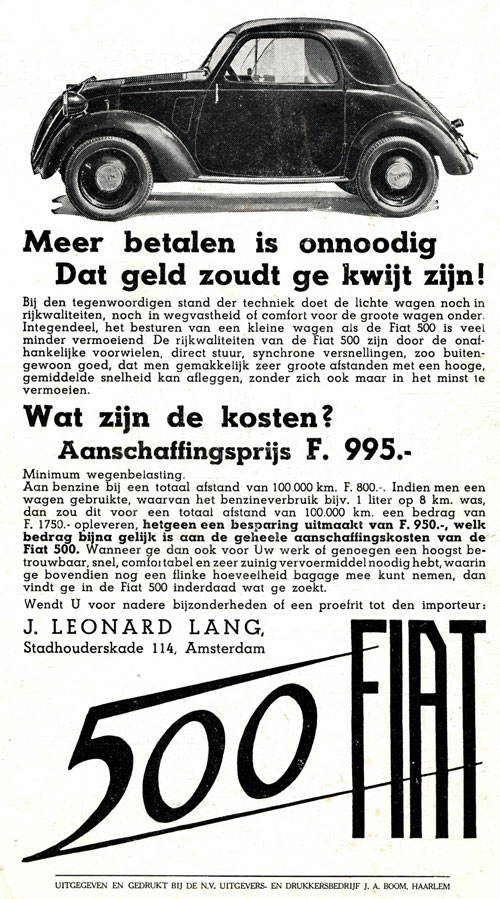 Meer betalen is onnoodig
Dat geld zoudt ge kwijt zijn!
Bij den tegenwoordigen stand der techniek doet de lichte wagen noch in
rijkwaliteiten, noch in wegvastheid of comfort voor de groote wagen onder.
Integendeel, het besturen van een kleine wagen als de Fiat 500 is veel
minder vermoeiend. De rijkwaliteiten van de Fiat 500 zijn door de onaf-
hankelijke voorwielen, direct stuur, synchrone versnellingen, zoo buiten-
gewoon goed, dat men gemakkelijk zeer groote afstanden met een hooge,
gemiddelde snelheid kan afleggen, zonder zich ook maar in het minst te
vermoeien.
Wat zijn de kosten?
Aanschaffingsprijs F. 995.-
Minimum wegenbelasting.
Aan benzine bij een totaal afstand van 100.000 km. F. 800.-. Indien men een
wagen gebruikte, waarvan het benzineverbruik bijv. 1 liter op 8 km. was,
dan zou dit voor een totaal afstand van 100.000 km. een bedrag van
F. 1750.- opleveren, hetgeen een besparing uitmaakt van F. 950.-, welk
bedrag bijna gelijk is aan de geheele aanschaffingskosten van de
Fiat 500. Wanneer ge dan ook voor Uw werk of genoegen een hoogst be-
trouwbaar, snel, comfortabel en zeer zuinig vervoermiddel noodig hebt, waarin
ge bovendien nog een flinke hoeveelheid bagage mee kunt nemen, dan
vindt ge in de Fiat 500 inderdaad wat ge zoekt.
Wendt U voor nadere bijzonderheden of een proefrit tot den importeur:
J. LEONARD LANG,
Stadhouderskade 114, Amsterdam
500 FIAT
UITGEGEVEN EN GEDRUKT BIJ DE N.V. UITGEVERS- EN DRUKKERSBEDRIJF J. A. BOOM, HAARLEM